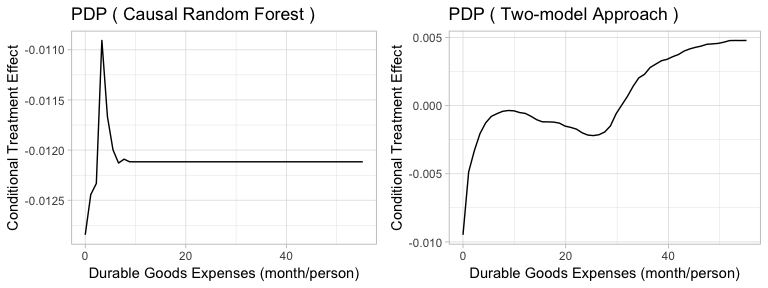 PDP ( Causal Random Forest )
Conditional Treatment Effect
-0.0110
-0.0115
-0.0120
-0.0125
0
20
40
Durable Goods Expenses (month/person)
PDP ( Two-model Approach )
Conditional Treatment Effect
0.005
0.000
-0.005
-0.010
0
20
40
Durable Goods Expenses (month/person)